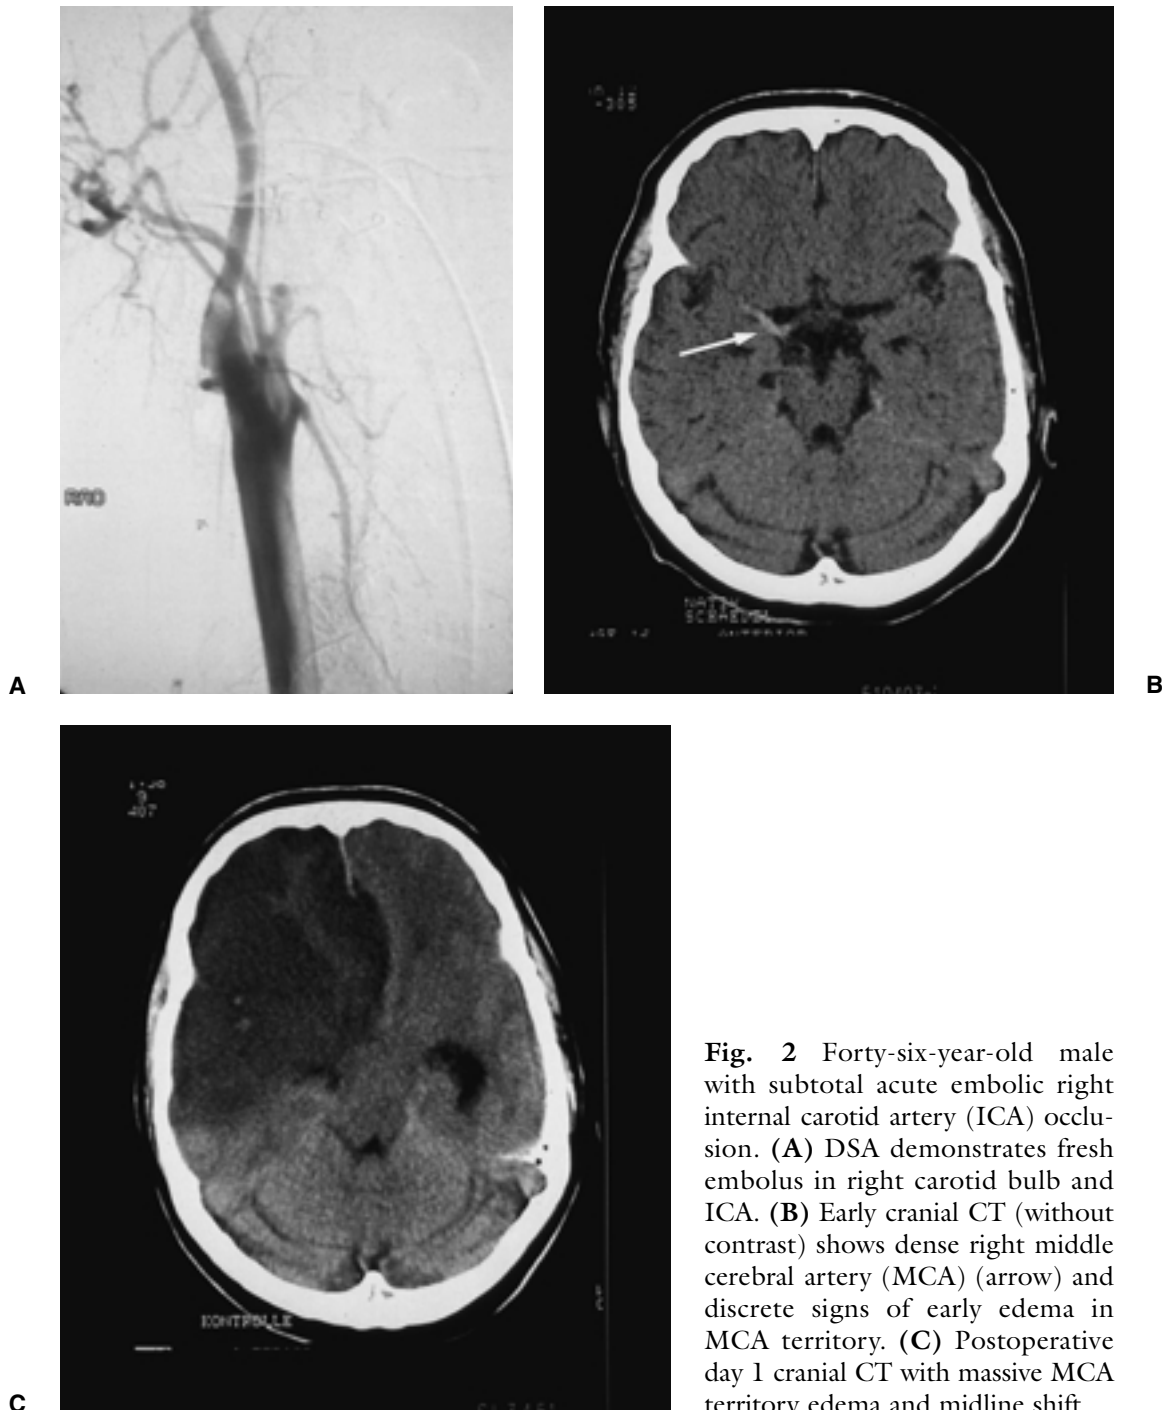 RAO
A
B
KONTROLLE
C
Fig. 2 Forty-six-year-old male
with subtotal acute embolic right
internal carotid artery (ICA) occlu-
sion. (A) DSA demonstrates fresh
embolus in right carotid bulb and
ICA. (B) Early cranial CT (without
contrast) shows dense right middle
cerebral artery (MCA) (arrow) and
discrete signs of early edema in
MCA territory. (C) Postoperative
day 1 cranial CT with massive MCA
territory edema and midline shift.